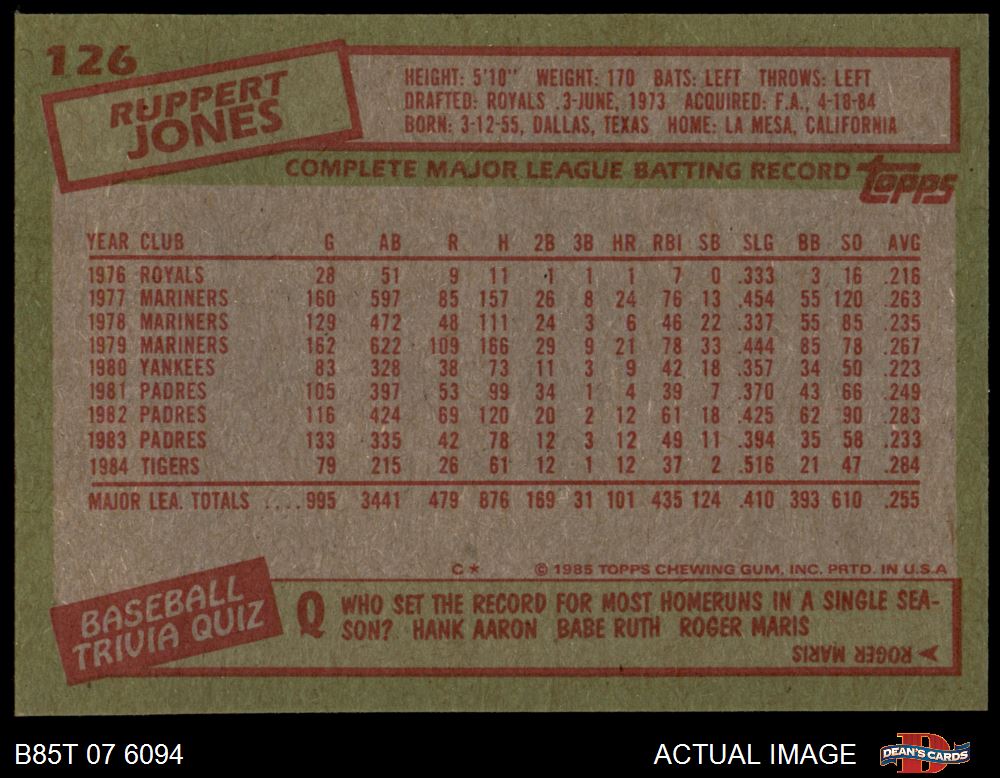 126
RUPPERT
JONES
HEIGHT: 5'10" WEIGHT: 170 BATS: LEFT THROWS: LEFT
DRAFTED: ROYALS .3-JUNE, 1973 ACQUIRED: F.A., 4-18-84
BORN: 3-12-55, DALLAS, TEXAS HOME: LA MESA, CALIFORNIA
COMPLETE MAJOR LEAGUE BATTING RECORD topps
YEAR CLUB G AB R H 2B 3B HR RBI SB SLG BB SO AVG
1976 ROYALS 28 51 9 11 1 1 1 7 0 .333 3 16 .216
1977 MARINERS 160 597 85 157 26 8 24 76 13 .454 55 120 .263
1978 MARINERS 129 472 48 111 24 3 6 46 22 .337 55 85 .235
1979 MARINERS 162 622 109 166 29 9 21 78 33 .444 85 78 .267
1980 YANKEES 83 328 38 73 11 3 9 42 18 .357 34 50 .223
1981 PADRES 105 397 53 99 34 1 4 39 7 .370 43 66 .249
1982 PADRES 116 424 69 120 20 2 12 61 18 .425 62 90 .283
1983 PADRES 133 335 42 78 12 3 12 49 11 .394 35 58 .233
1984 TIGERS 79 215 26 61 12 1 12 37 2 .516 21 47 .284
MAJOR LEA. TOTALS ....995 3441 479 876 169 31 101 435 124 .410 393 610 .255
C* © 1985 TOPPS CHEWING GUM, INC. PRTD. IN U.S.A
BASEBALL
TRIVIA QUIZ
Q WHO SET THE RECORD FOR MOST HOMERUNS IN A SINGLE SEA-
SON? HANK AARON BABE RUTH ROGER MARIS
ROGER MARIS
B85T 07 6094 ACTUAL IMAGE DEAN'S CARDS